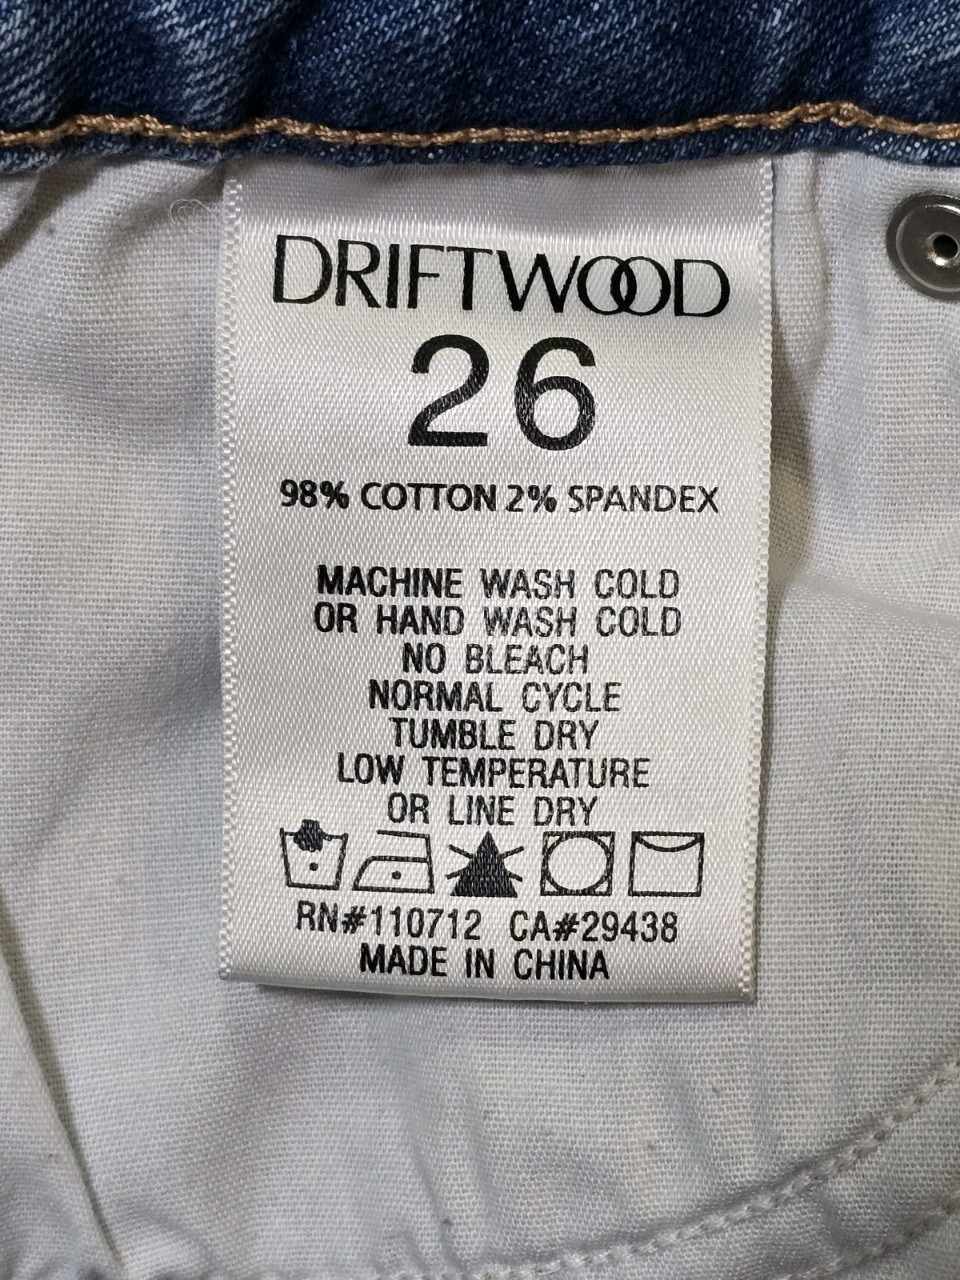 DRIFTWOOD
26
98% COTTON 2% SPANDEX
MACHINE WASH COLD
OR HAND WASH COLD
NO BLEACH
NORMAL CYCLE
TUMBLE DRY
LOW TEMPERATURE
OR LINE DRY
RN#110712 CA#29438
MADE IN CHINA